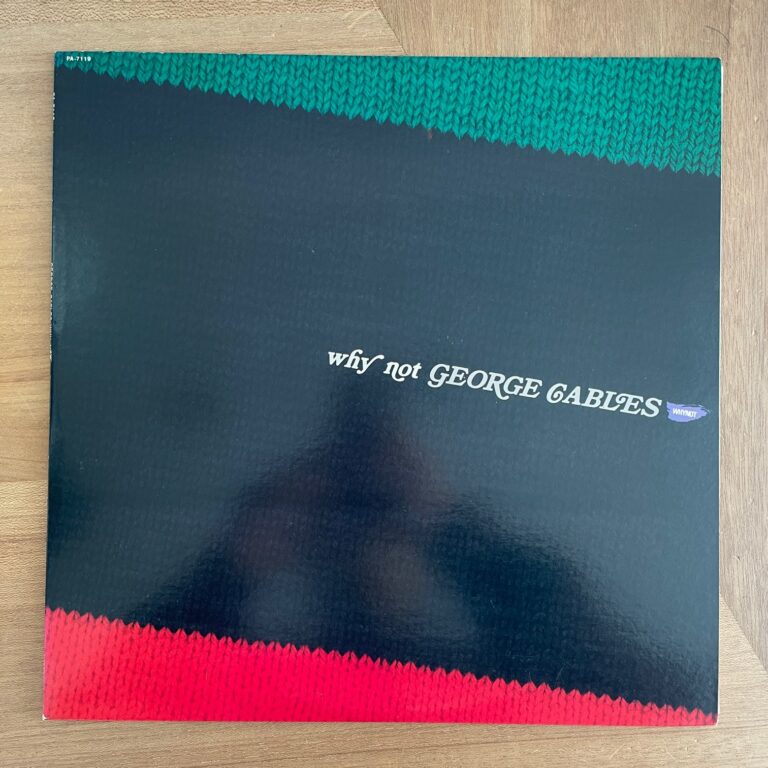 PA-7119
why not GEORGE CABLES
WHYNOT